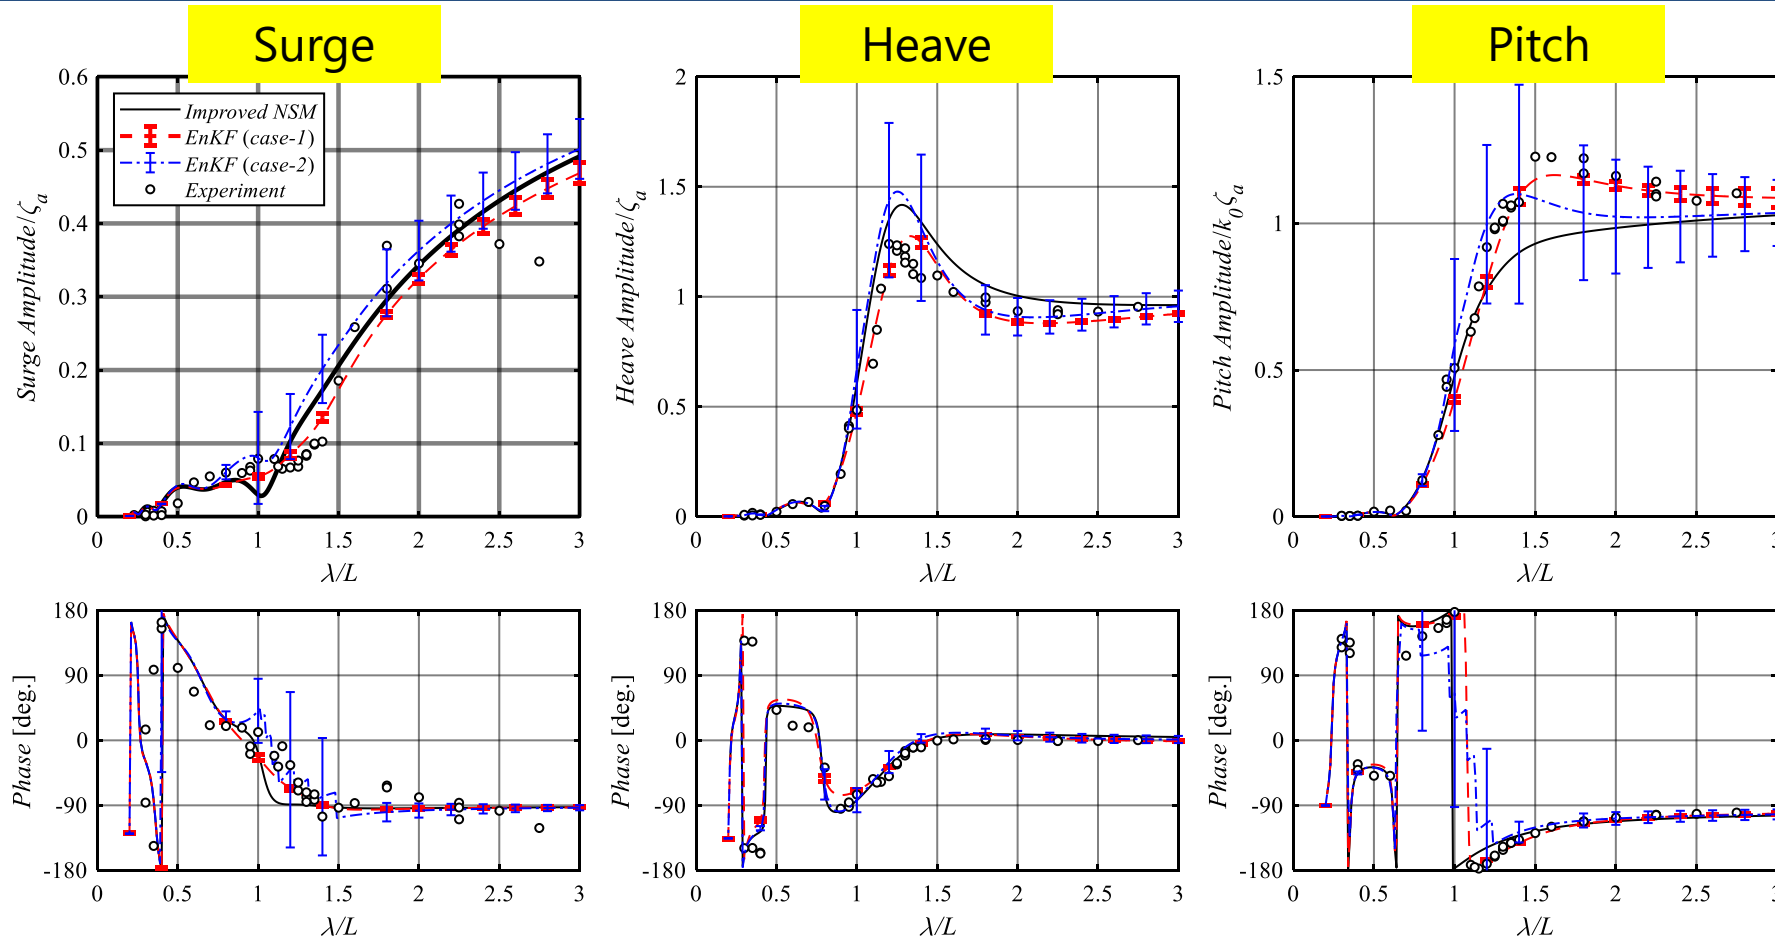 Surge
Heave
Pitch
0.6
0.5
0.4
0.3
0.2
0.1
0
Surge Amplitude/ζa
Improved NSM
EnKF (case-1)
EnKF (case-2)
Experiment
0 0.5 1 1.5 2 2.5 3
λ/L
2
1.5
1
0.5
0
Heave Amplitude/ζa
0 0.5 1 1.5 2 2.5 3
λ/L
1.5
1
0.5
0
Pitch Amplitude/k0ζa
0 0.5 1 1.5 2 2.5 3
λ/L
180
90
0
-90
-180
Phase [deg.]
0 0.5 1 1.5 2 2.5 3
λ/L
180
90
0
-90
-180
Phase [deg.]
0 0.5 1 1.5 2 2.5 3
λ/L
180
90
0
-90
-180
Phase [deg.]
0 0.5 1 1.5 2 2.5 3
λ/L